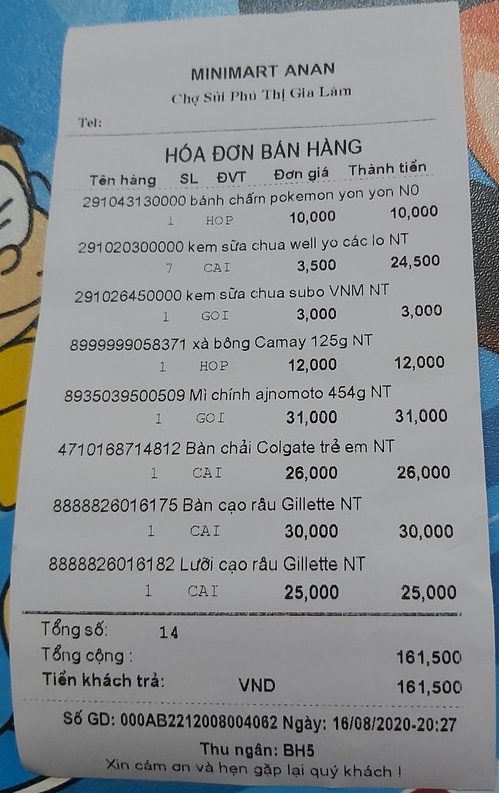 MINIMART ANAN
Chợ Sủi Phú Thị Gia Lâm
Tel:
HÓA ĐƠN BÁN HÀNG
Tên hàng SL ĐVT Đơn giá Thành tiền
291043130000 bánh chấm pokemon yon yon N0
1 HOP 10,000 10,000
291020300000 kem sữa chua well yo các lo NT
7 CAI 3,500 24,500
291026450000 kem sữa chua subo VNM NT
1 GOI 3,000 3,000
8999999058371 xà bông Camay 125g NT
1 HOP 12,000 12,000
8935039500509 Mì chính ajnomoto 454g NT
1 GOI 31,000 31,000
4710168714812 Bàn chải Colgate trẻ em NT
1 CAI 26,000 26,000
8888826016175 Bàn cạo râu Gillette NT
1 CAI 30,000 30,000
8888826016182 Lưỡi cạo râu Gillette NT
1 CAI 25,000 25,000
Tổng số: 14
Tổng cộng : 161,500
Tiền khách trả: VND 161,500
Số GD: 000AB2212008004062 Ngày: 16/08/2020-20:27
Thu ngân: BH5
Xin cám ơn và hẹn gặp lại quý khách !